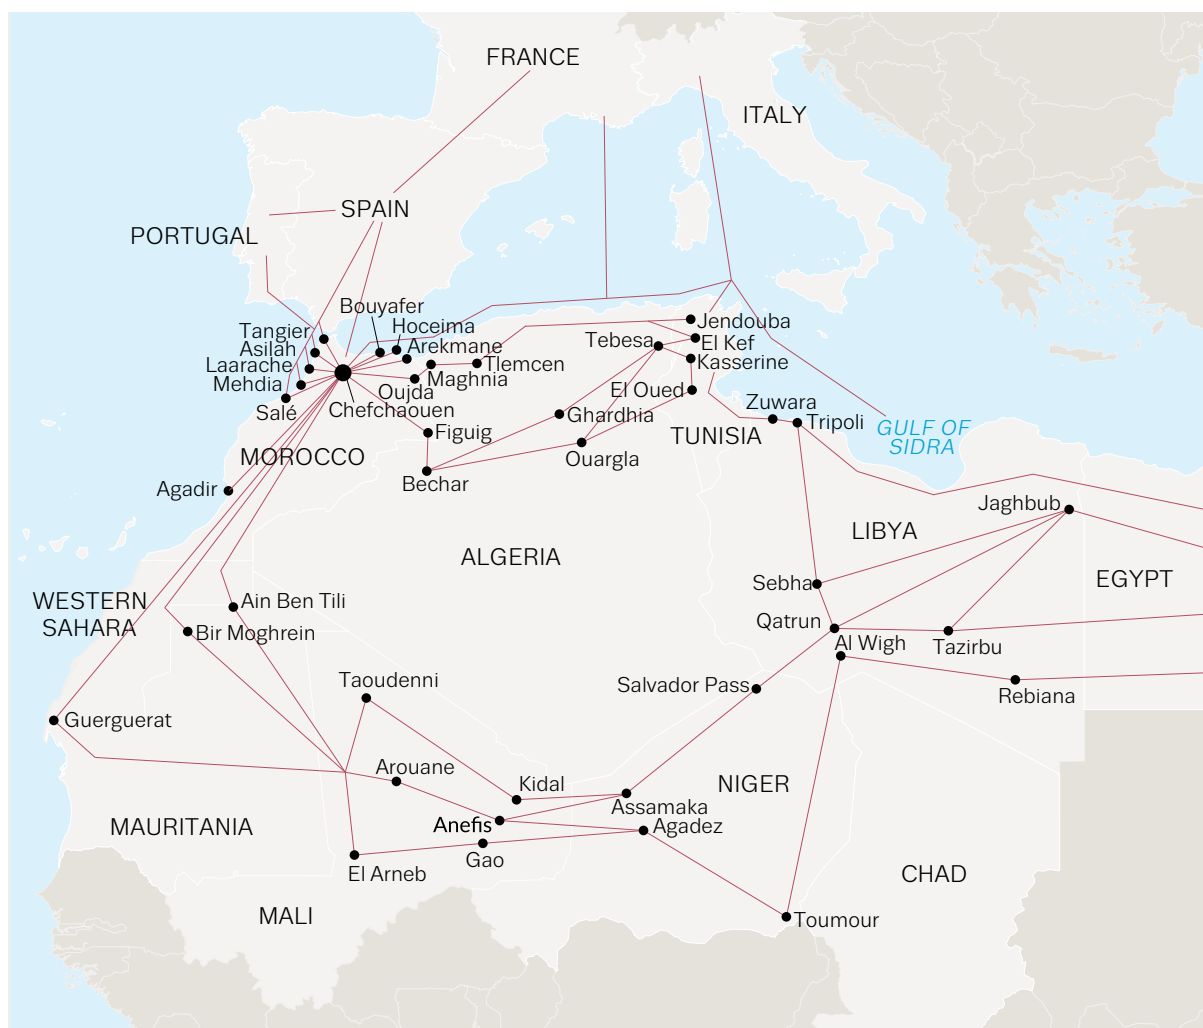 FRANCE
ITALY
SPAIN
PORTUGAL
Bouyafer
Hoceima
Tangier
Arekmane
Asilah
Laarache
Mehdia
Salé
Chefchaouen
Oujda
Maghnia
Tlemcen
Jendouba
Tebesa
El Kef
Kasserine
El Oued
Zuwara
Tripoli
GULF OF
SIDRA
Ghardhia
Figuig
TUNISIA
MOROCCO
Ouargla
Bechar
Agadir
Jaghbub
LIBYA
ALGERIA
EGYPT
Sebha
WESTERN
SAHARA
Ain Ben Tili
Bir Moghrein
Qatrun
Al Wigh
Tazirbu
Taoudenni
Salvador Pass
Rebiana
Guerguerat
Arouane
Kidal
NIGER
Assamaka
MAURITANIA
Anefis
Agadez
Gao
El Arneb
CHAD
MALI
Toumour